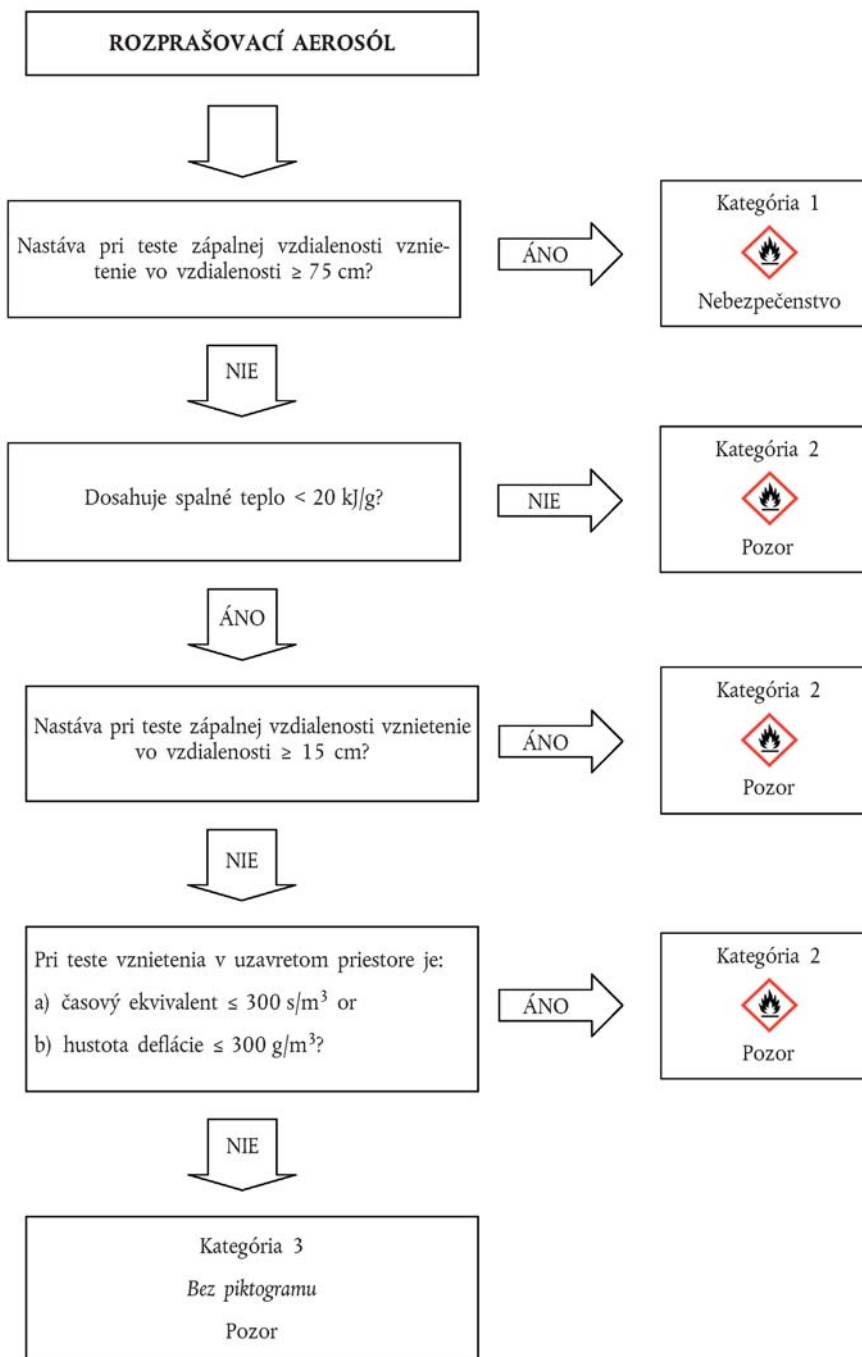 ROZPRAŠOVACÍ AEROSÓL
Nastáva pri teste zápalnej vzdialenosti vznie-
tenie vo vzdialenosti ≥ 75 cm?
ÁNO
Kategória 1
Nebezpečenstvo
NIE
Dosahuje spalné teplo < 20 kJ/g?
NIE
Kategória 2
Pozor
ÁNO
Nastáva pri teste zápalnej vzdialenosti vznietenie
vo vzdialenosti ≥ 15 cm?
ÁNO
Kategória 2
Pozor
NIE
Pri teste vznietenia v uzavretom priestore je:
a) časový ekvivalent ≤ 300 s/m³ or
b) hustota deflácie ≤ 300 g/m³?
ÁNO
Kategória 2
Pozor
NIE
Kategória 3
Bez piktogramu
Pozor